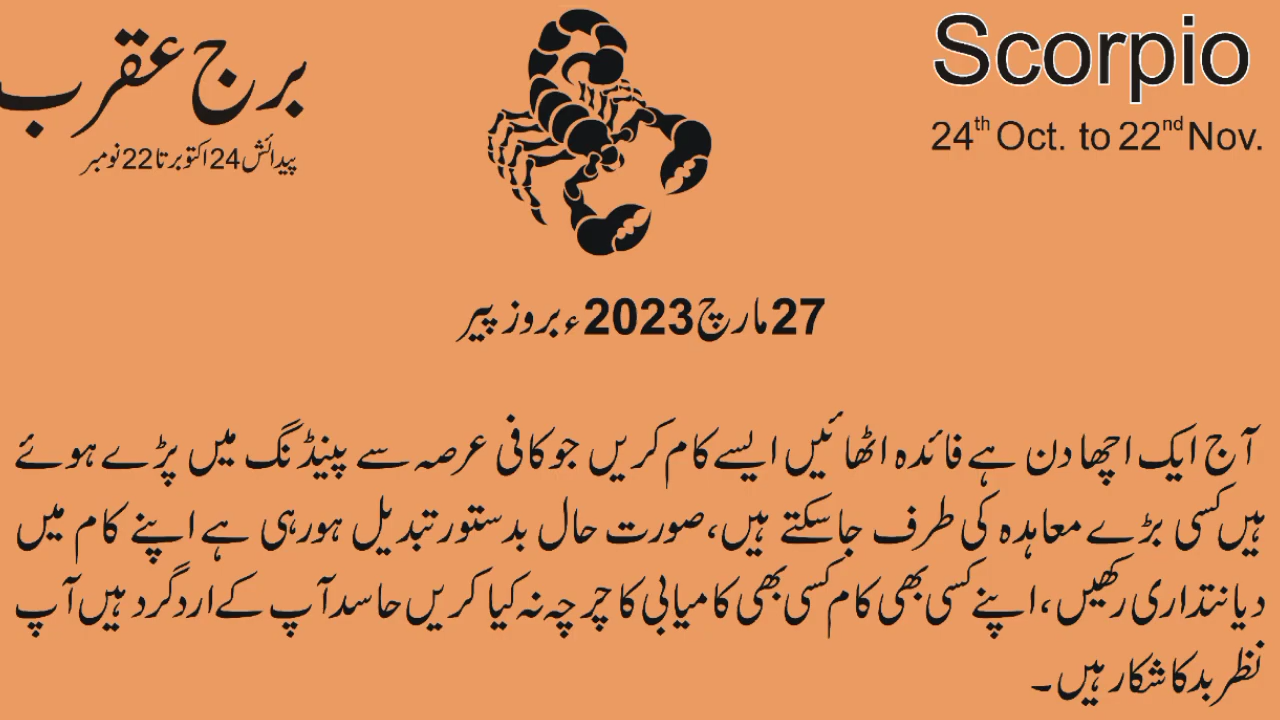 برج عقرب
پیدائش 24 اکتوبر تا 22 نومبر
Scorpio
24th Oct. to 22nd Nov.
27 مارچ 2023ء بروز پیر
آج ایک اچھا دن ہے فائدہ اٹھائیں ایسے کام کریں جو کافی عرصہ سے پینڈنگ میں پڑے ہوئے
ہیں کسی بڑے معاہدہ کی طرف جاسکتے ہیں، صورت حال بدستور تبدیل ہورہی ہے اپنے کام میں
دیانتداری رکھیں، اپنے کسی بھی کام کسی بھی کامیابی کا چرچہ نہ کیا کریں حاسد آپ کے اردگرد ہیں آپ
نظر بد کا شکار ہیں۔